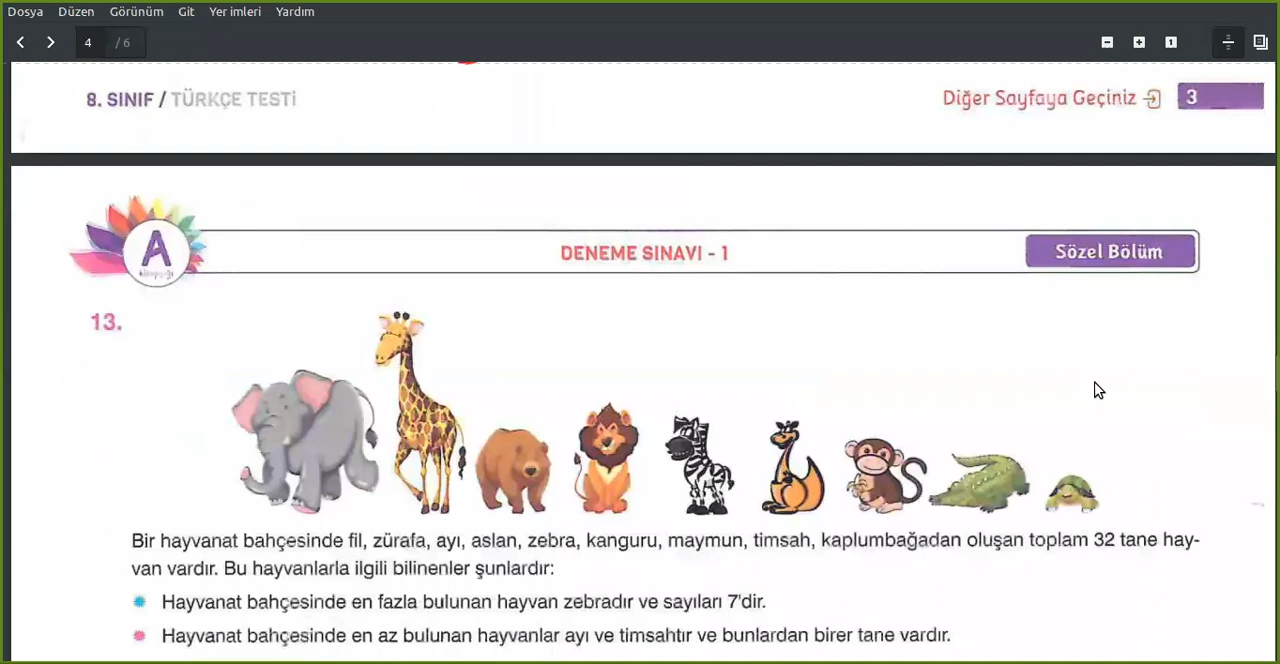 Dosya Düzen Görünüm Git Yer imleri Yardım
4 / 6
1
8. SINIF / TÜRKÇE TESTİ
Diğer Sayfaya Geçiniz 3
A
kitapçığı
DENEME SINAVI - 1
Sözel Bölüm
13.
Bir hayvanat bahçesinde fil, zürafa, ayı, aslan, zebra, kanguru, maymun, timsah, kaplumbağadan oluşan toplam 32 tane hay-
van vardır. Bu hayvanlarla ilgili bilinenler şunlardır:
Hayvanat bahçesinde en fazla bulunan hayvan zebradır ve sayıları 7'dir.
Hayvanat bahçesinde en az bulunan hayvanlar ayı ve timsahtır ve bunlardan birer tane vardır.